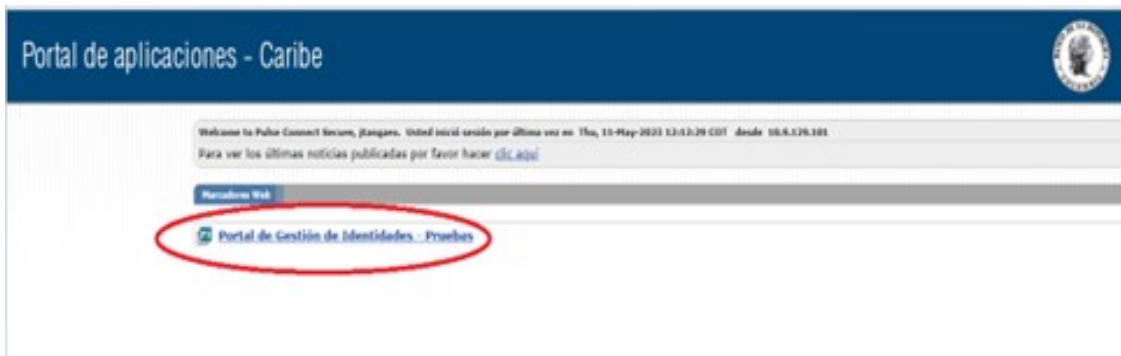 Portal de aplicaciones - Caribe
Welcome to Pulse Connect Secure, jtangare. Usted inició sesión por última vez en Thu, 11-May-2023 12:12:29 CDT desde 10.9.129.101
Para ver los últimas noticias publicadas por favor hacer clic aquí
Marcadores Web
Portal de Gestión de Identidades - Pruebas